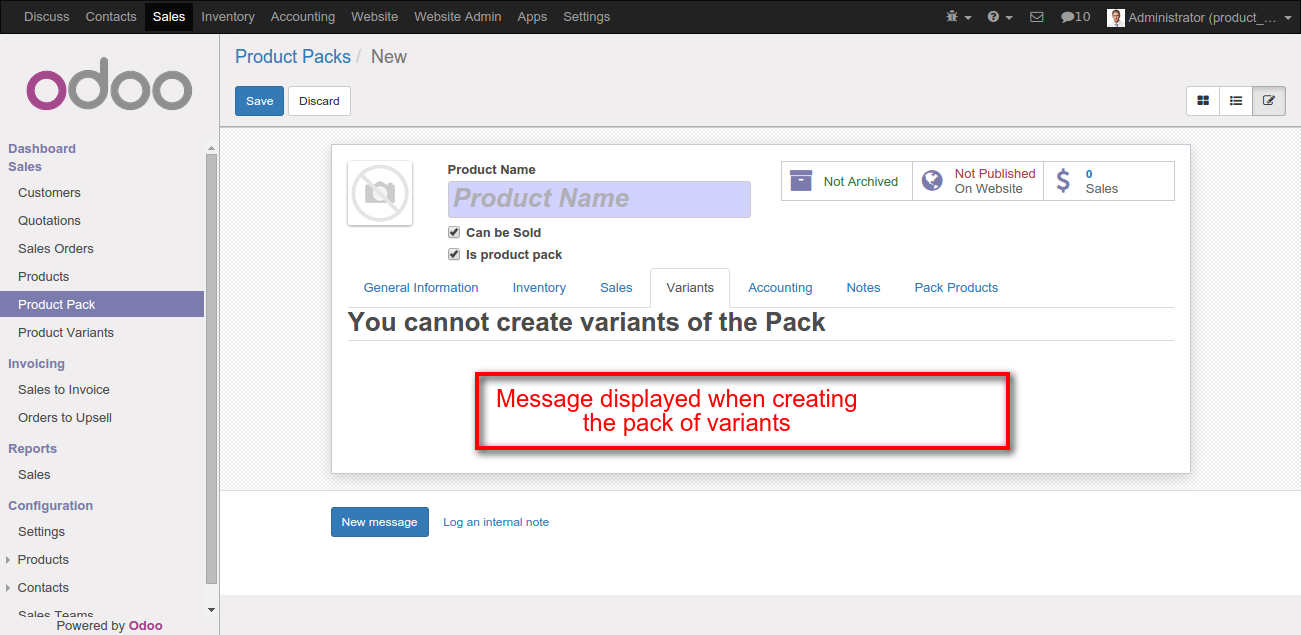 Discuss Contacts Sales Inventory Accounting Website Website Admin Apps Settings 10 Administrator (product_...
odoo
Dashboard
Sales
Customers
Quotations
Sales Orders
Products
Product Pack
Product Variants
Invoicing
Sales to Invoice
Orders to Upsell
Reports
Sales
Configuration
Settings
Products
Contacts
Sales Teams
Powered by Odoo
Product Packs / New
Save Discard
Product Name
Product Name
Can be Sold
Is product pack
Not Archived
Not Published
On Website
0
Sales
General Information Inventory Sales Variants Accounting Notes Pack Products
You cannot create variants of the Pack
Message displayed when creating
the pack of variants
New message Log an internal note